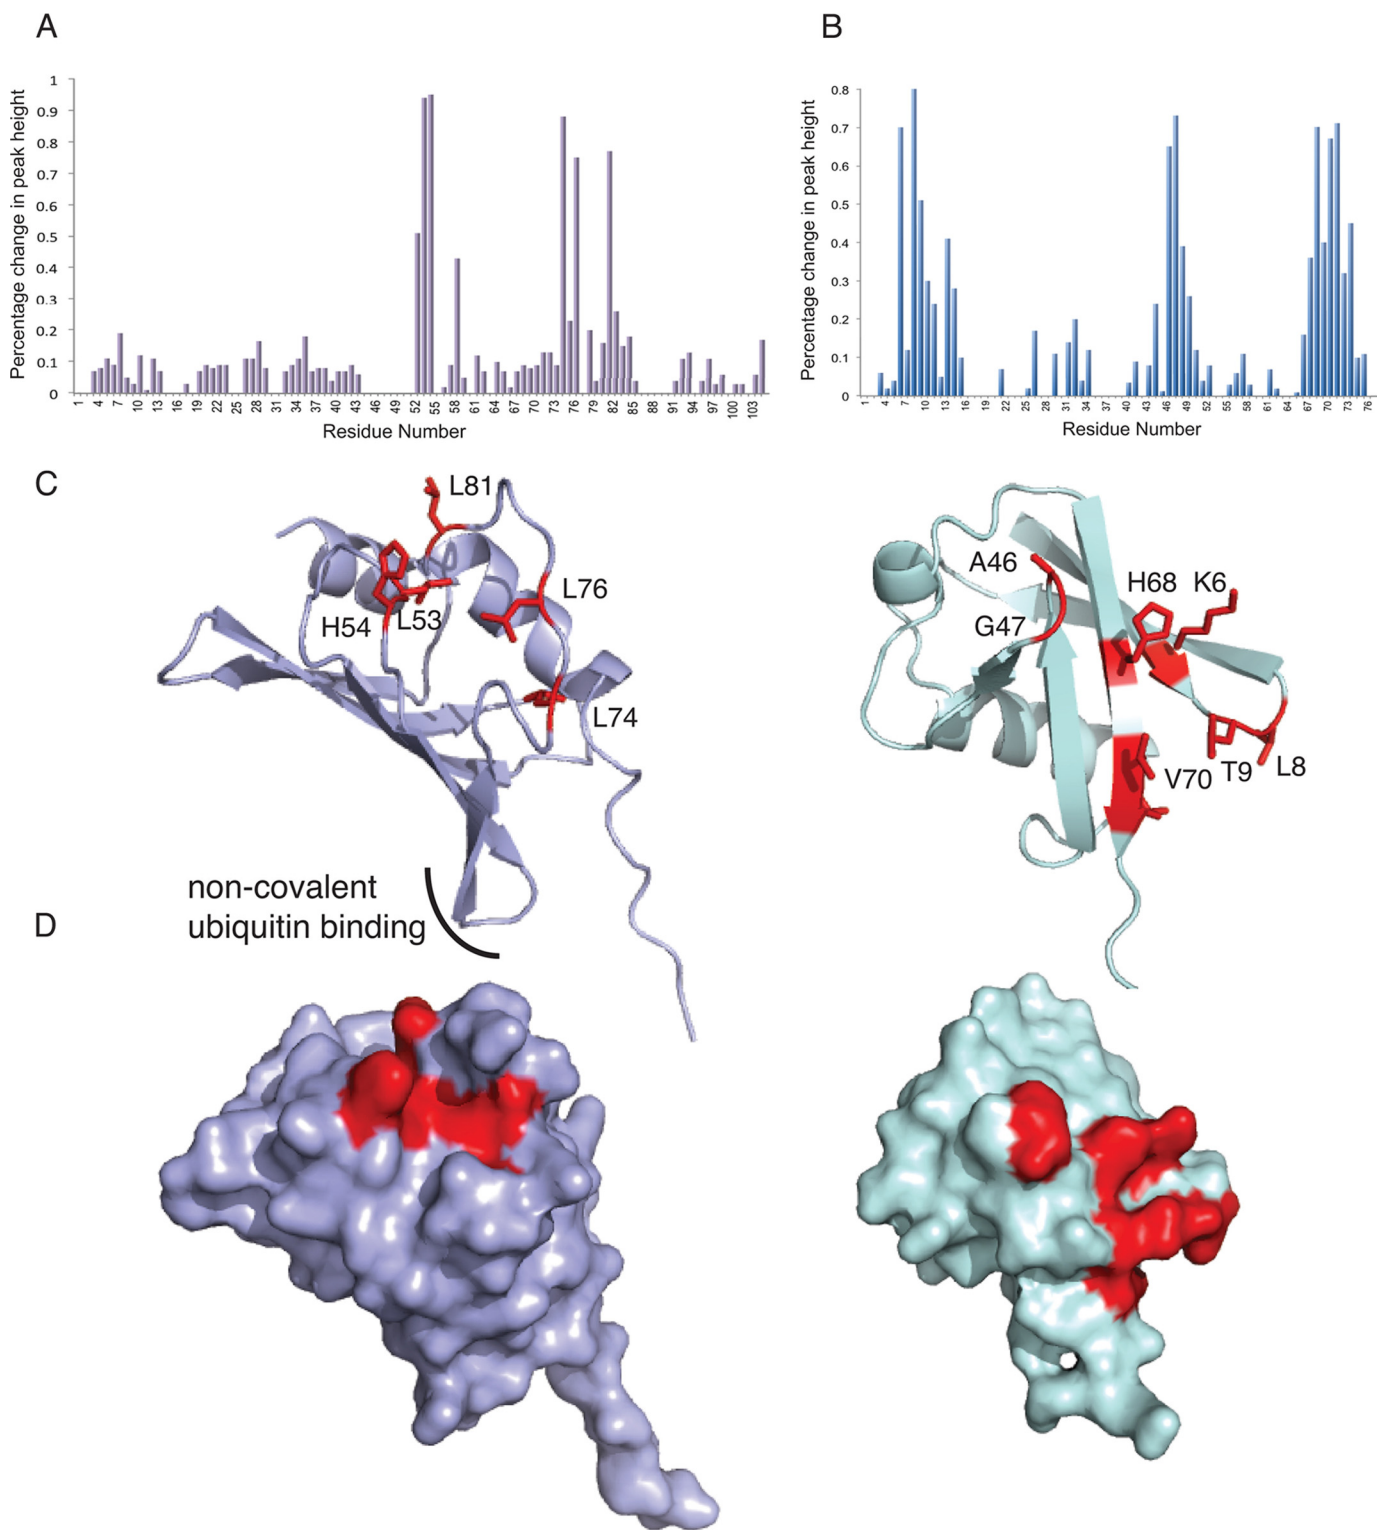 A
B
Percentage change in peak height
1
0.9
0.8
0.7
0.6
0.5
0.4
0.3
0.2
0.1
0
1 4 7 10 13 16 19 22 25 28 31 34 37 40 43 46 49 52 55 58 61 64 67 70 73 76 79 82 85 88 91 94 97 100 103
Residue Number
Percentage change in peak height
0.8
0.7
0.6
0.5
0.4
0.3
0.2
0.1
0
1 4 7 10 13 16 19 22 25 28 31 34 37 40 43 46 49 52 55 58 61 64 67 70 73 76
Residue Number
C
L81
L76
H54
L53
L74
A46
H68
K6
G47
V70
T9
L8
non-covalent
ubiquitin binding
D